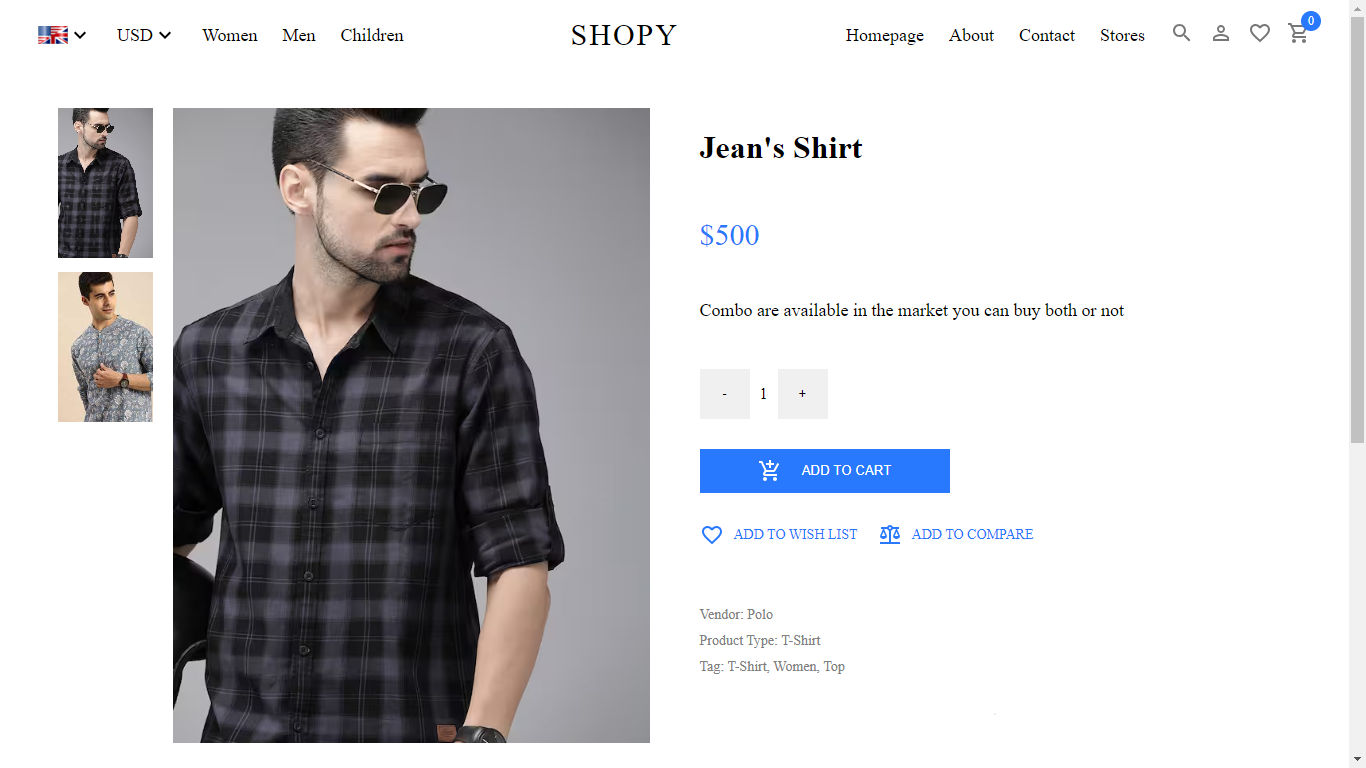 USD Women Men Children SHOPY Homepage About Contact Stores 0
Jean's Shirt
$500
Combo are available in the market you can buy both or not
- 1 +
ADD TO CART
ADD TO WISH LIST ADD TO COMPARE
Vendor: Polo
Product Type: T-Shirt
Tag: T-Shirt, Women, Top